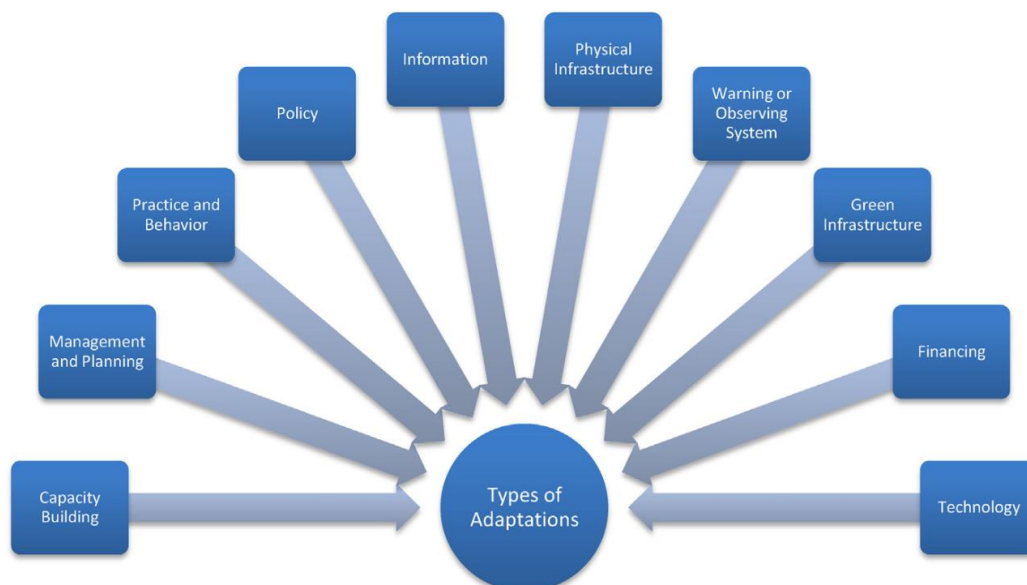 Information
Physical
Infrastructure
Policy
Warning or
Observing
System
Practice and
Behavior
Green
Infrastructure
Management
and Planning
Financing
Capacity
Building
Types of
Adaptations
Technology